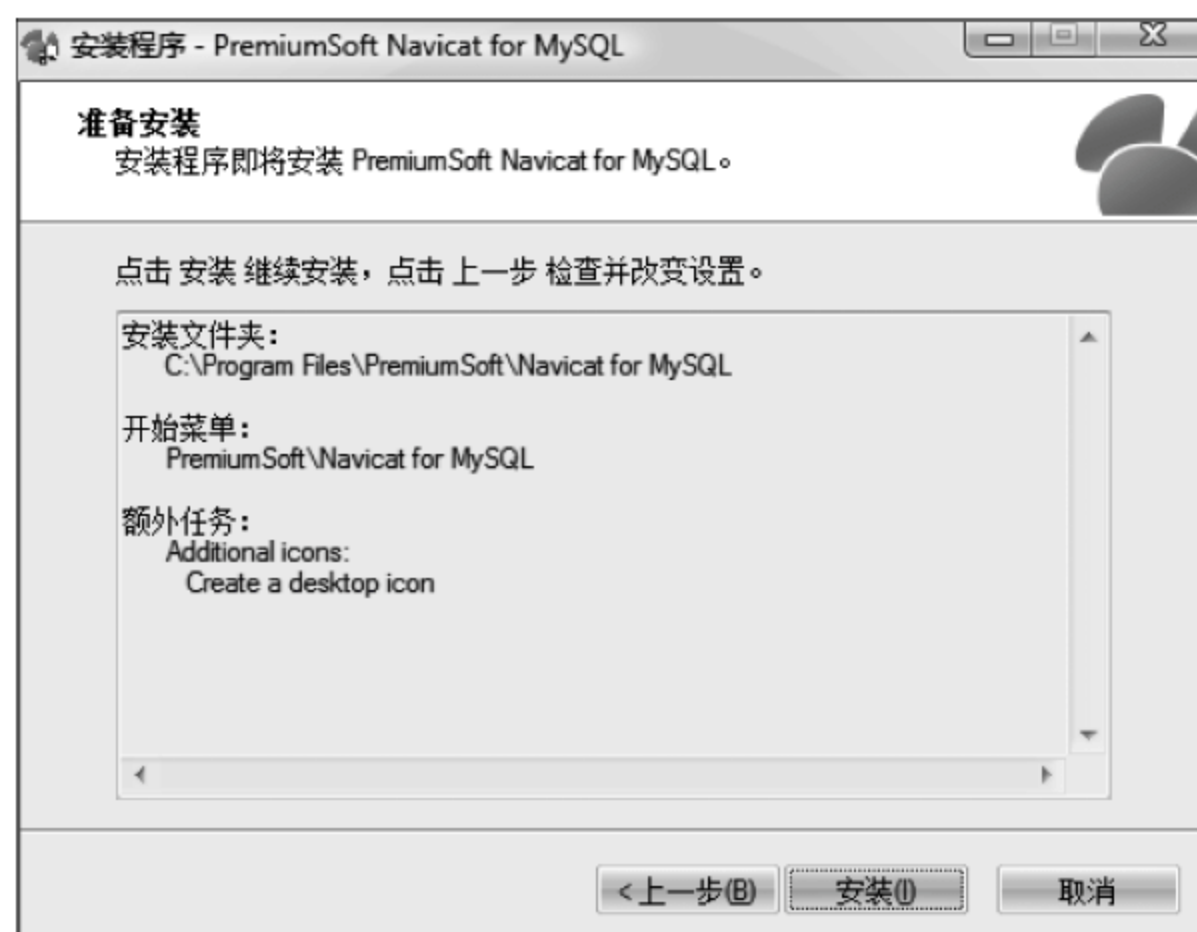 安装程序 - PremiumSoft Navicat for MySQL
准备安装
安装程序即将安装 PremiumSoft Navicat for MySQL。
点击 安装 继续安装，点击 上一步 检查并改变设置。
安装文件夹：
C:\Program Files\PremiumSoft\Navicat for MySQL
开始菜单：
PremiumSoft\Navicat for MySQL
额外任务：
Additional icons:
Create a desktop icon
<上一步(B) 安装(I) 取消